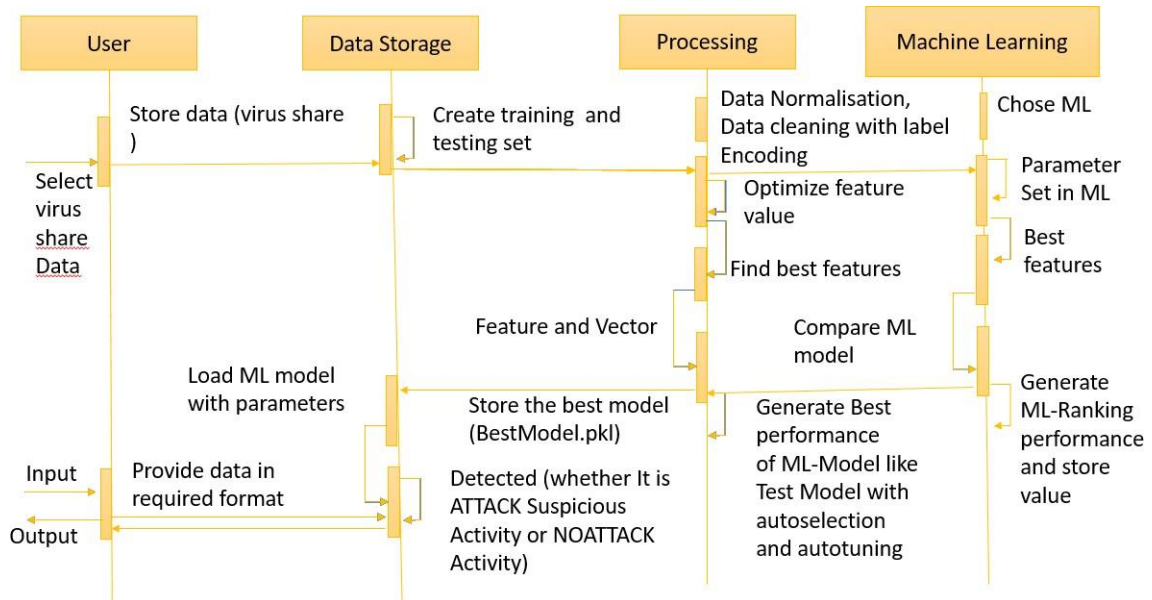 User
Data Storage
Processing
Machine Learning
Store data (virus share
)
Create training and
testing set
Data Normalisation,
Data cleaning with label
Encoding
Chose ML
Select
virus
share
Data
Optimize feature
value
Parameter
Set in ML
Find best features
Best
features
Feature and Vector
Compare ML
model
Load ML model
with parameters
Store the best model
(BestModel.pkl)
Generate Best
performance
of ML-Model like
Test Model with
autoselection
and autotuning
Generate
ML-Ranking
performance
and store
value
Input
Provide data in
required format
Detected (whether It is
ATTACK Suspicious
Activity or NOATTACK
Activity)
Output